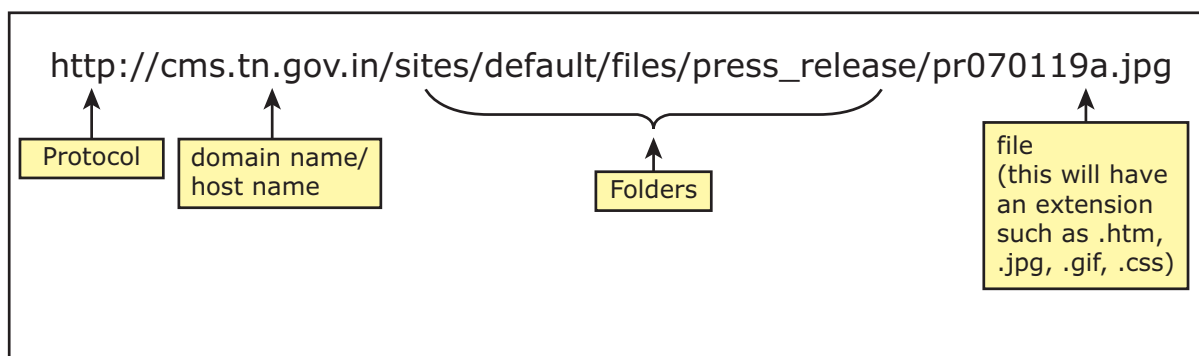 http://cms.tn.gov.in/sites/default/files/press_release/pr070119a.jpg
Protocol
domain name/
host name
Folders
file
(this will have
an extension
such as .htm,
.jpg, .gif, .css)